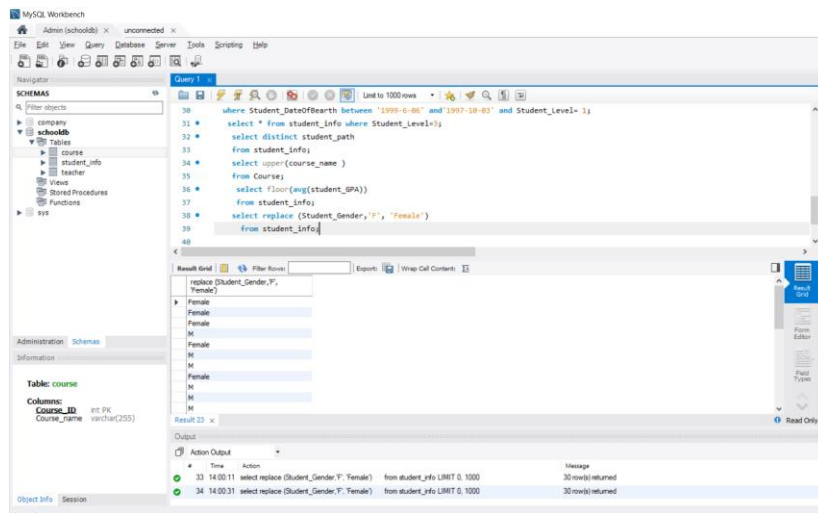 MySQL Workbench
Admin (schooldb) × unconnected ×
File Edit View Query Database Server Tools Scripting Help
Navigator
SCHEMAS
Filter objects
company
schooldb
Tables
course
student_info
teacher
Views
Stored Procedures
Functions
sys
Administration Schemas
Information
Table: course
Columns:
Course_ID int PK
Course_name varchar(255)
Object Info Session
Query 1 ×
Limit to 1000 rows
30 where Student_DateOfBearth between '1999-6-06' and'1997-10-03' and Student_Level= 1;
31 select * from student_info where Student_Level=3;
32 select distinct student_path
33 from student_info;
34 select upper(course_name )
35 from Course;
36 select floor(avg(student_GPA))
37 from student_info;
38 select replace (Student_Gender,'F', 'Female')
39 from student_info;
40
Result Grid Filter Rows: Export: Wrap Cell Content:
replace (Student_Gender,'F',
'Female')
Female
Female
Female
M
Female
M
M
Female
M
M
M
Result Grid
Form Editor
Field Types
Result 23 × Read Only
Output
Action Output
# Time Action Message
33 14:00:11 select replace (Student_Gender,'F', 'Female') from student_info LIMIT 0, 1000 30 row(s) returned
34 14:00:31 select replace (Student_Gender,'F', 'Female') from student_info LIMIT 0, 1000 30 row(s) returned